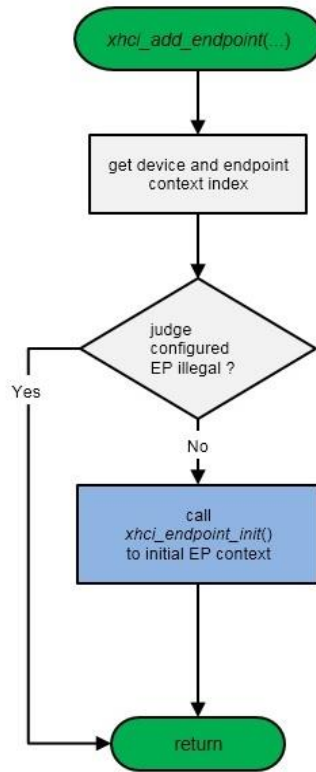 xhci_add_endpoint(...)
get device and endpoint
context index
judge
configured
EP illegal ?
Yes
No
call
xhci_endpoint_init()
to initial EP context
return